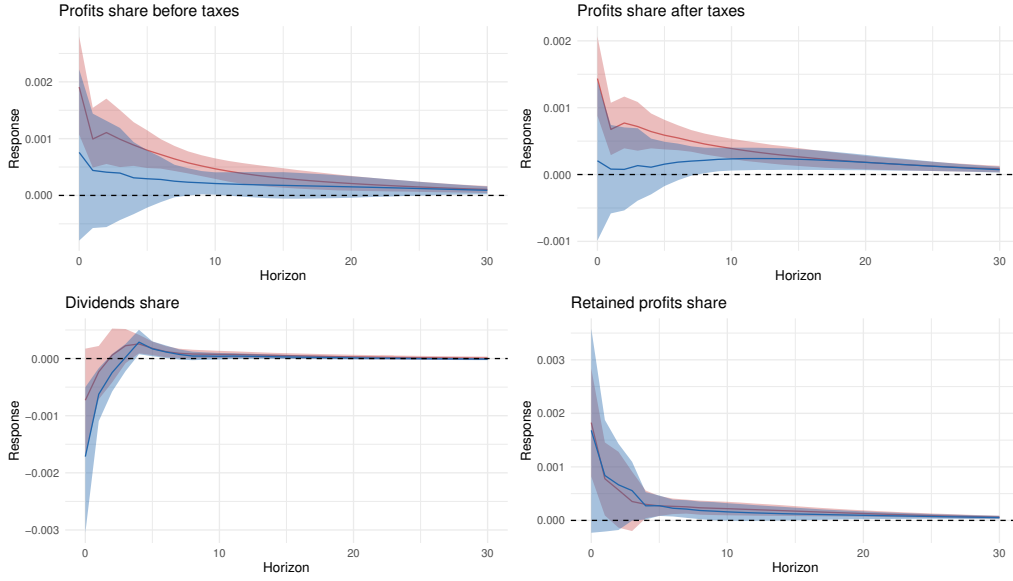 Profits share before taxes
Response
0.002
0.001
0.000
0
10
20
30
Horizon
Profits share after taxes
Response
0.002
0.001
0.000
−0.001
0
10
20
30
Horizon
Dividends share
Response
0.000
−0.001
−0.002
−0.003
0
10
20
30
Horizon
Retained profits share
Response
0.003
0.002
0.001
0.000
0
10
20
30
Horizon